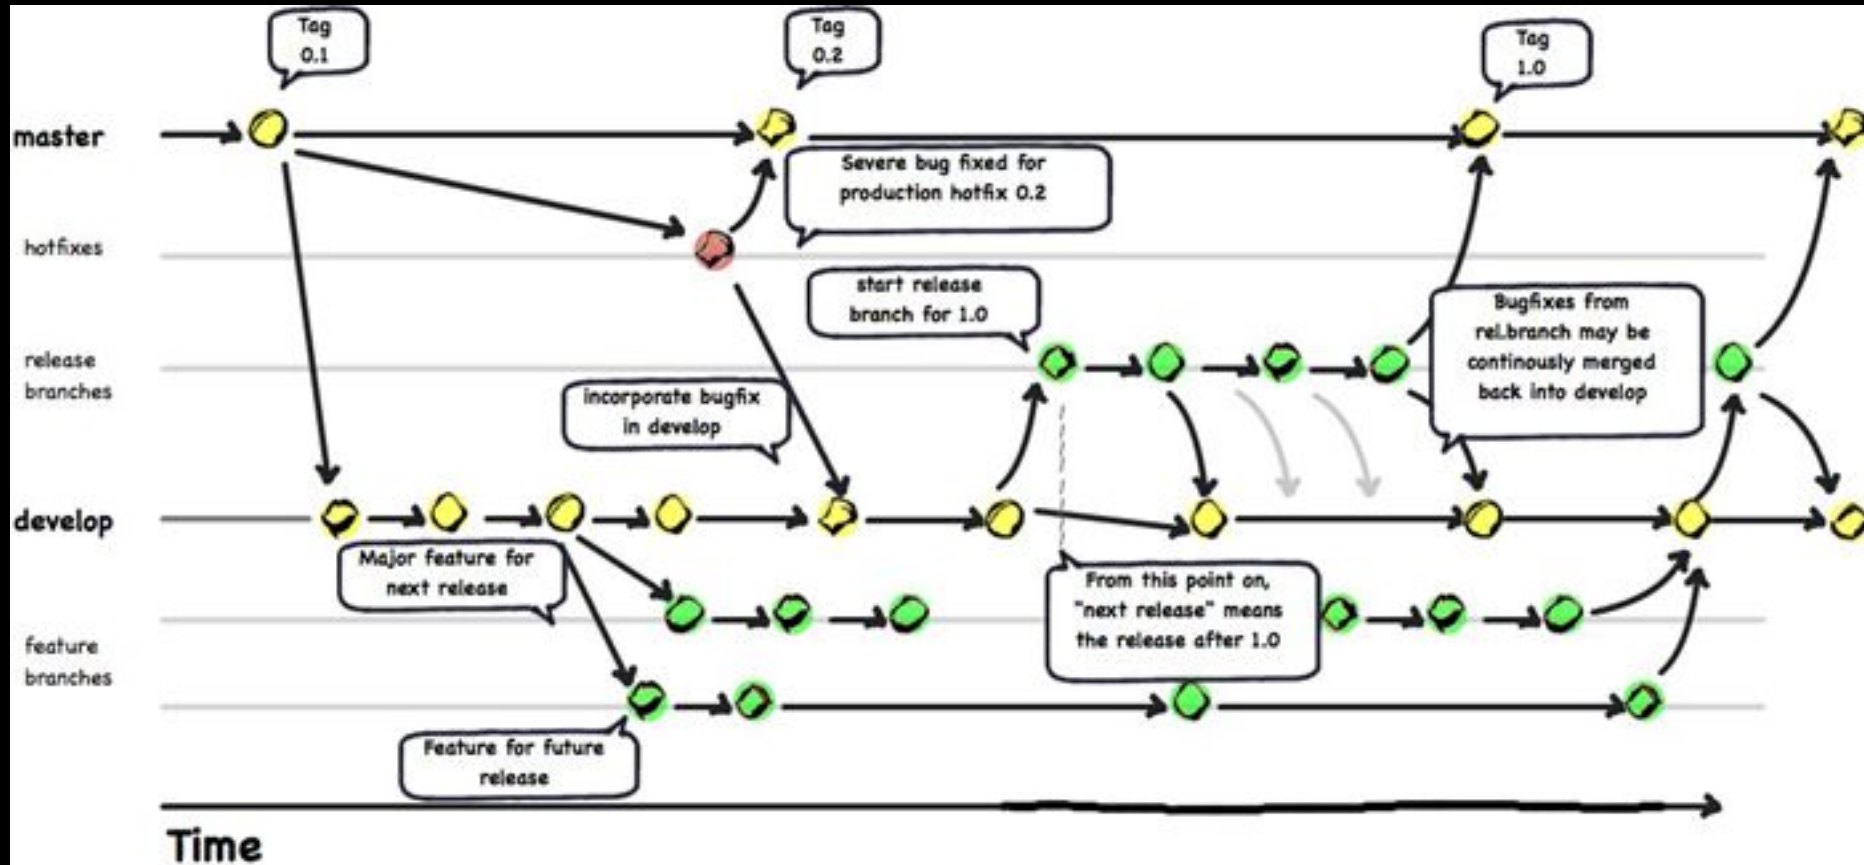 Tag
0.1
Tag
0.2
Tag
1.0
master
Severe bug fixed for
production hotfix 0.2
hotfixes
start release
branch for 1.0
Bugfixes from
rel.branch may be
continously merged
back into develop
release
branches
incorporate bugfix
in develop
develop
Major feature for
next release
From this point on,
"next release" means
the release after 1.0
feature
branches
Feature for future
release
Time